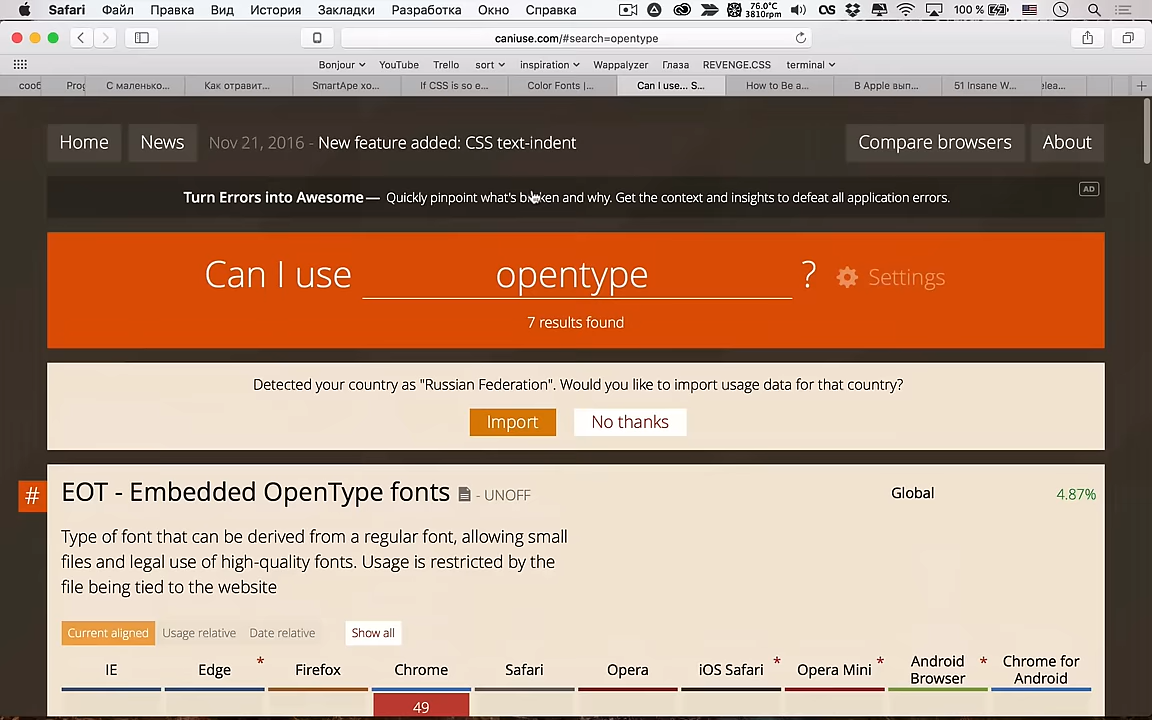 Safari Файл Правка Вид История Закладки Разработка Окно Справка 76.0°C 3810rpm 100 %
caniuse.com/#search=opentype
Bonjour YouTube Trello sort inspiration Wappalyzer Глаза REVENGE.CSS terminal
сооб Prog С маленько... Как отравит... SmartApe хо... If CSS is so e... Color Fonts |... Can I use... S... How to Be a... В Apple вып... 51 Insane W... elea...
Home News Nov 21, 2016 - New feature added: CSS text-indent Compare browsers About
Turn Errors into Awesome— Quickly pinpoint what's broken and why. Get the context and insights to defeat all application errors. AD
Can I use opentype ? Settings
7 results found
Detected your country as "Russian Federation". Would you like to import usage data for that country?
Import No thanks
# EOT - Embedded OpenType fonts - UNOFF Global 4.87%
Type of font that can be derived from a regular font, allowing small
files and legal use of high-quality fonts. Usage is restricted by the
file being tied to the website
Current aligned Usage relative Date relative Show all
IE Edge * Firefox Chrome Safari Opera iOS Safari * Opera Mini * Android Browser * Chrome for Android
49